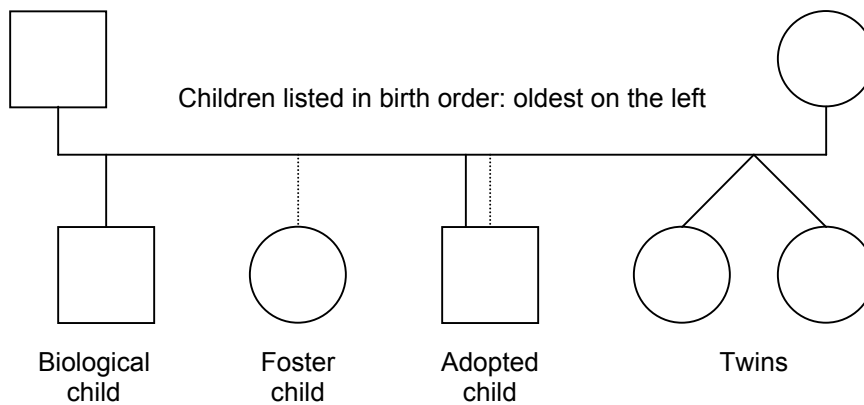 Children listed in birth order: oldest on the left
Biological
child
Foster
child
Adopted
child
Twins